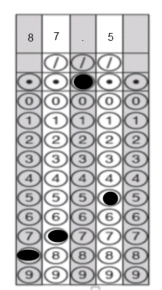 8 7 . 5
/ / /
. . . .
0 0 0 0 0
1 1 1 1 1
2 2 2 2 2
3 3 3 3 3
4 4 4 4 4
5 5 5 5
6 6 6 6 6
7 7 7 7
8 8 8 8
9 9 9 9 9